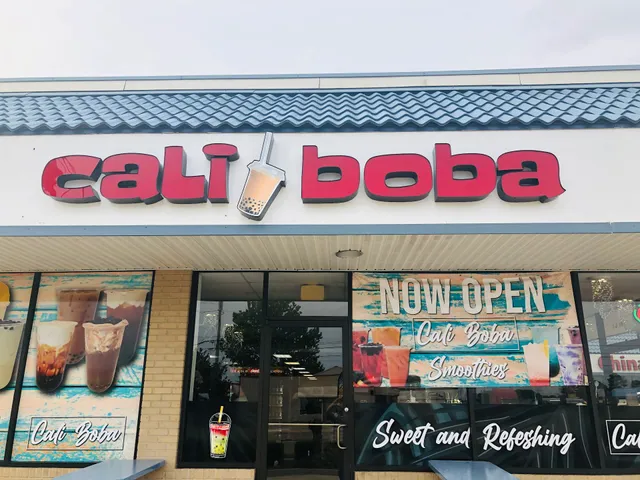 cali boba
NOW OPEN
Cali Boba
Smoothies
Cali Boba
Sweet and Refeshing